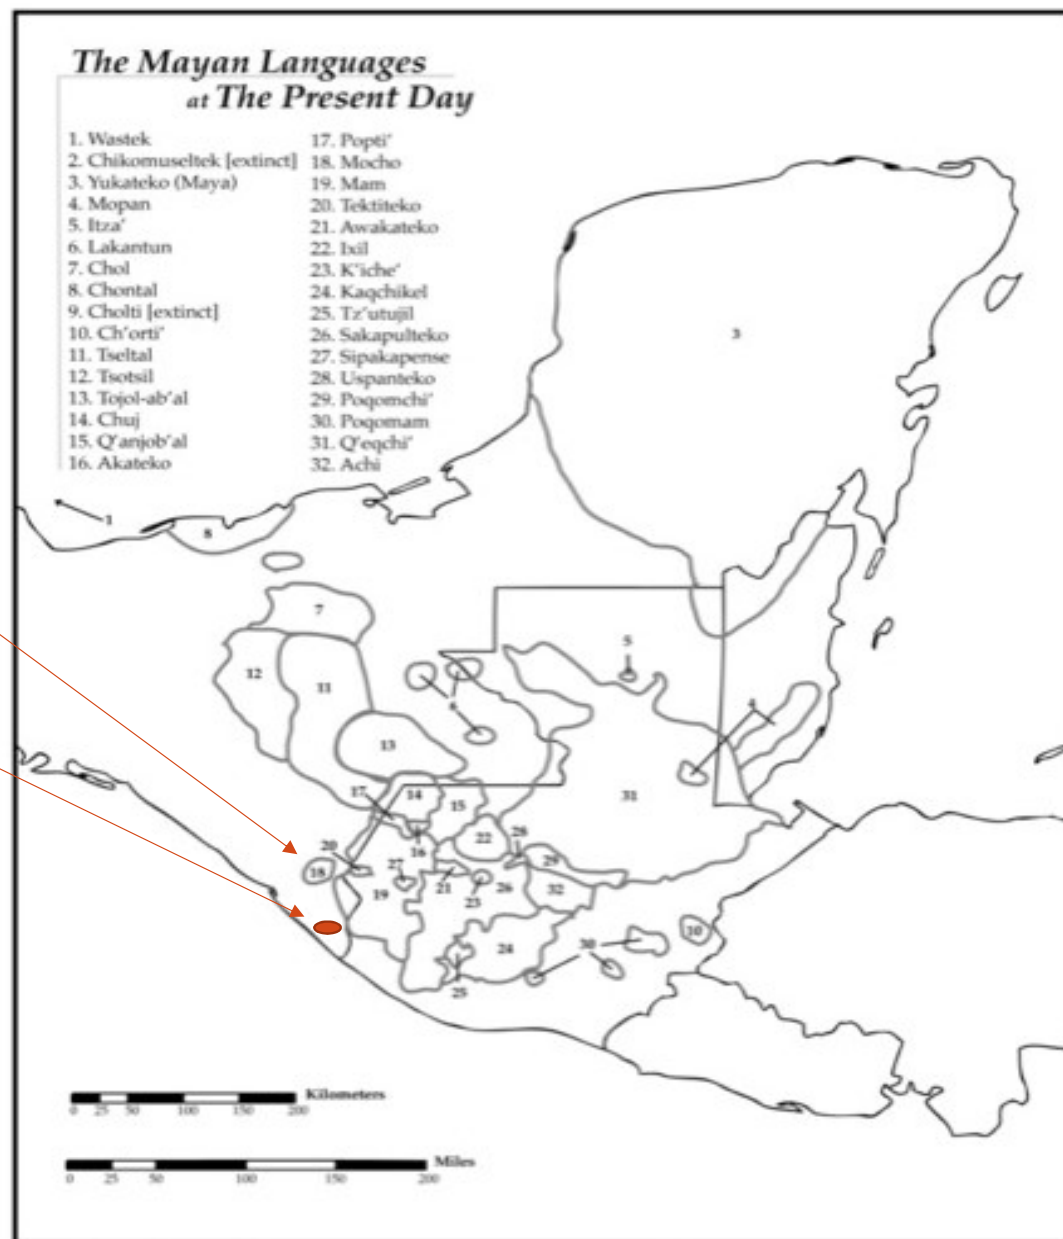 The Mayan Languages
at The Present Day
1. Wastek
2. Chikomuseltek [extinct]
3. Yukateko (Maya)
4. Mopan
5. Itza'
6. Lakantun
7. Chol
8. Chontal
9. Cholti [extinct]
10. Ch'orti'
11. Tseltal
12. Tsotsil
13. Tojol-ab'al
14. Chuj
15. Q'anjob'al
16. Akateko
17. Popti'
18. Mocho
19. Mam
20. Tektiteko
21. Awakateko
22. Ixil
23. K'iche'
24. Kaqchikel
25. Tz'utujil
26. Sakapulteko
27. Sipakapense
28. Uspanteko
29. Poqomchi'
30. Poqomam
31. Q'eqchi'
32. Achi
3
1
8
7
5
12
11
6
4
13
17
14
15
31
20
16
22
28
29
18
27
19
21
23
26
32
24
30
10
25
Kilometers
0 25 50 100 150 200
Miles
0 25 50 100 150 200